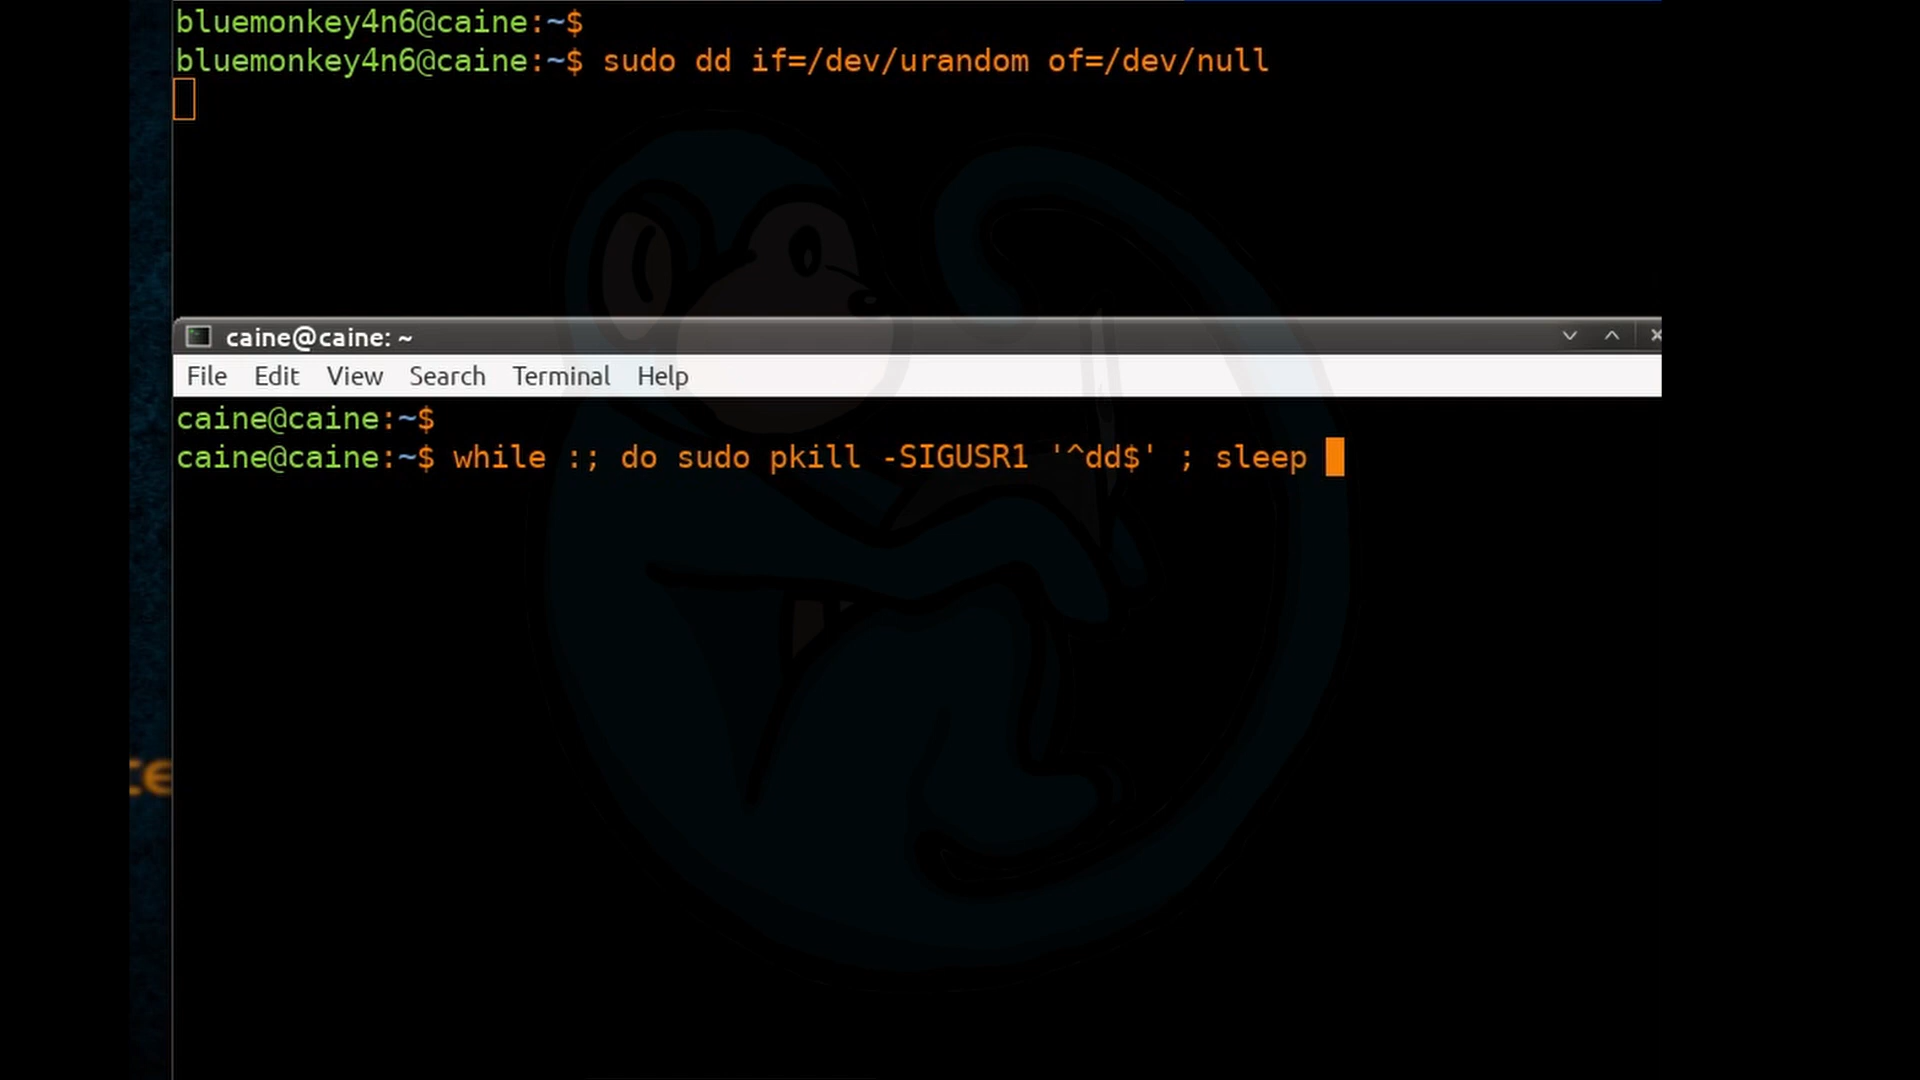 bluemonkey4n6@caine:~$
bluemonkey4n6@caine:~$ sudo dd if=/dev/urandom of=/dev/null
caine@caine: ~
File Edit View Search Terminal Help
caine@caine:~$
caine@caine:~$ while :; do sudo pkill -SIGUSR1 '^dd$' ; sleep
te